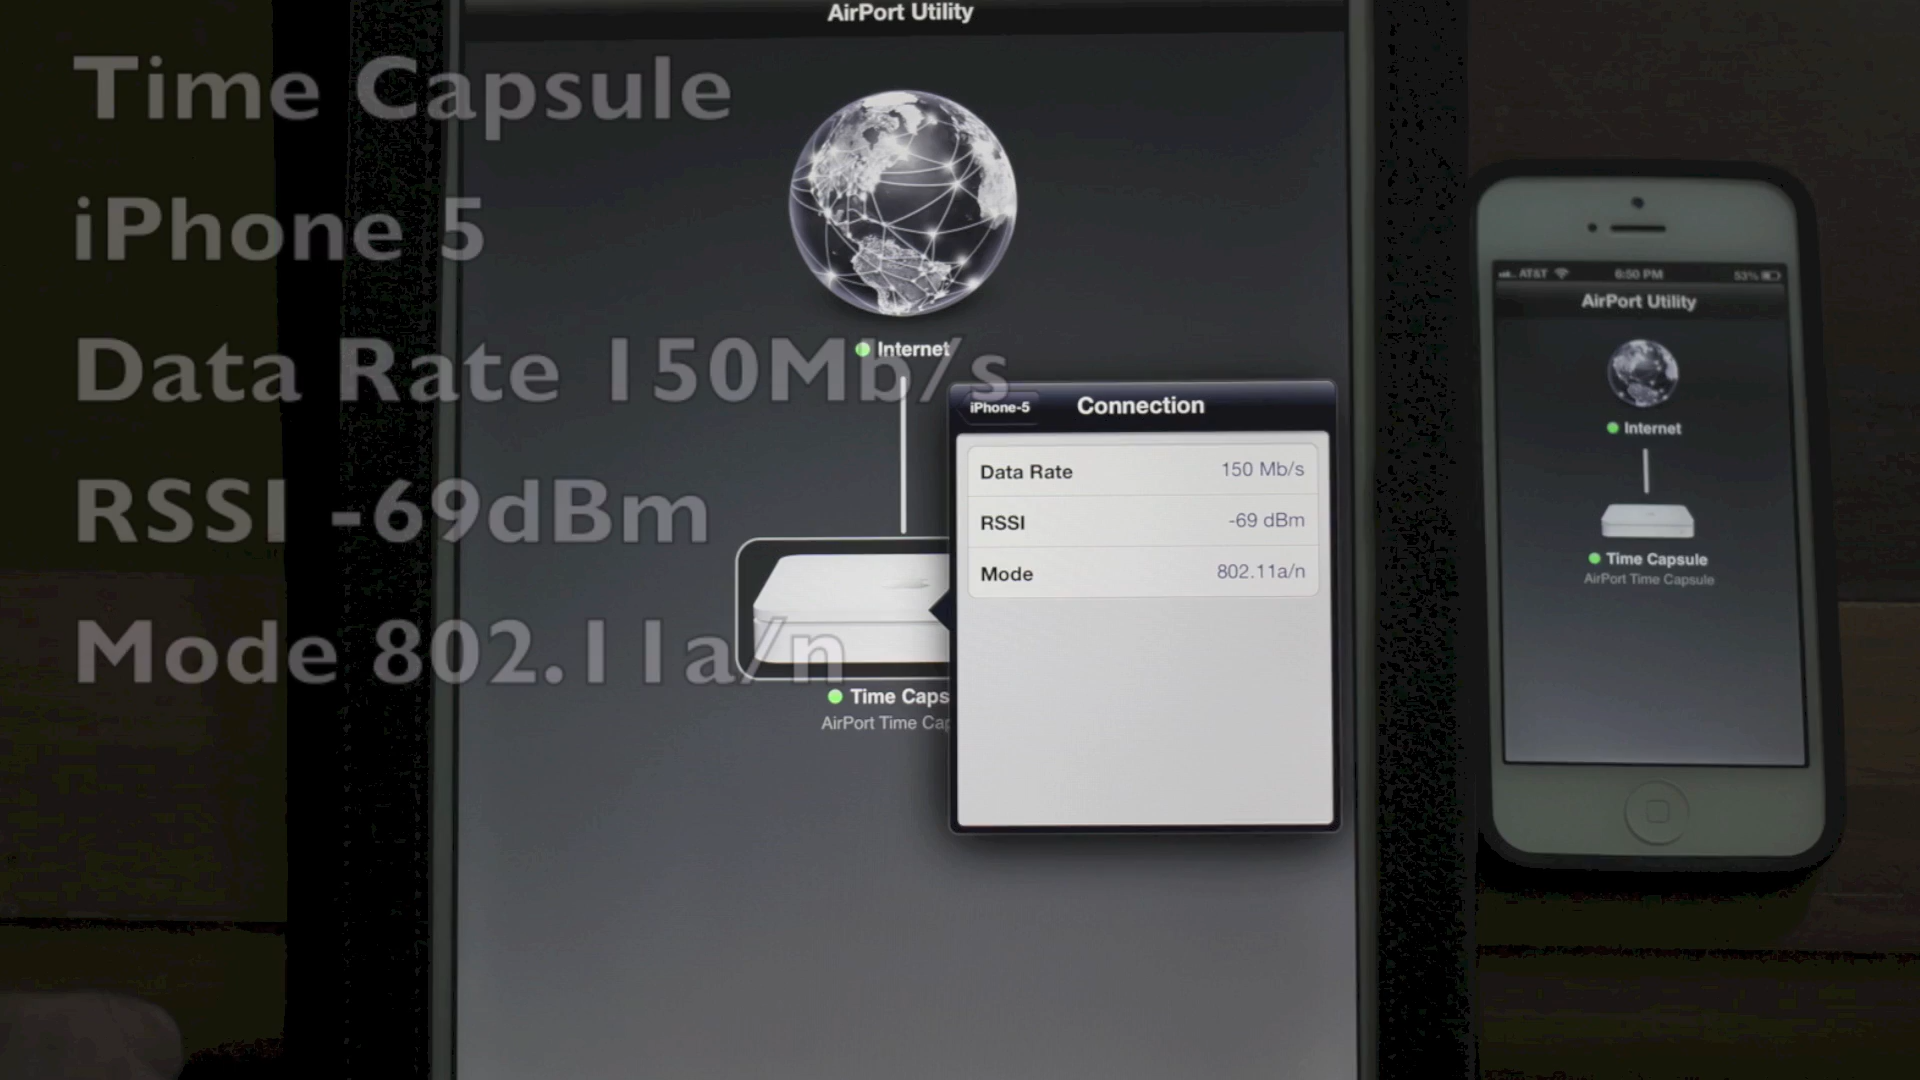 Time Capsule
iPhone 5
Data Rate 150Mb/s
RSSI -69dBm
Mode 802.11a/n
AirPort Utility
Internet
iPhone-5 Connection
Data Rate 150 Mb/s
RSSI -69 dBm
Mode 802.11a/n
Time Caps
AirPort Time Cap
AT&T 6:50 PM 53%
AirPort Utility
Internet
Time Capsule
AirPort Time Capsule